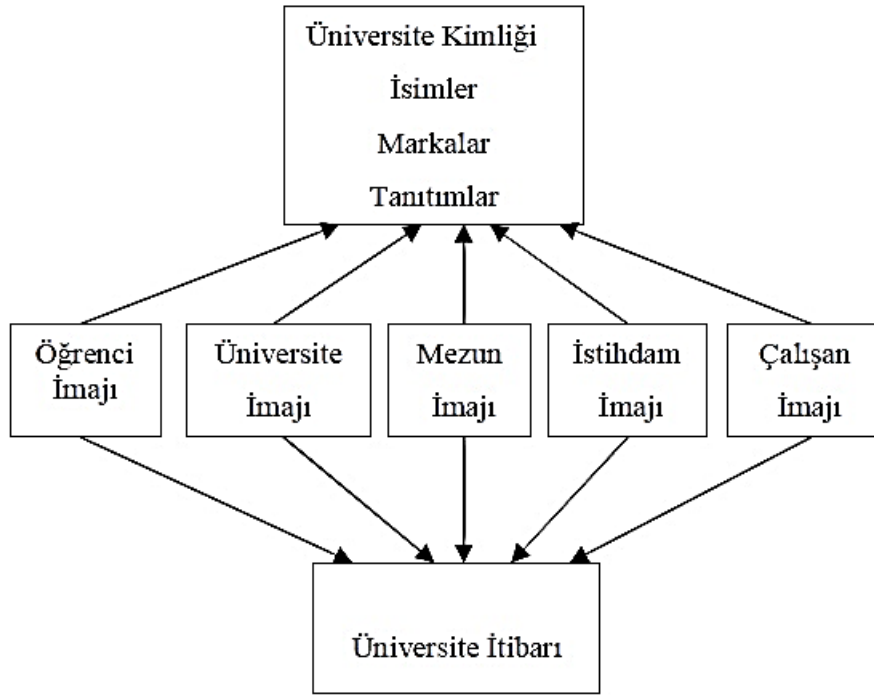 Üniversite Kimliği
İsimler
Markalar
Tanıtımlar
Öğrenci
İmajı
Üniversite
İmajı
Mezun
İmajı
İstihdam
İmajı
Çalışan
İmajı
Üniversite İtibarı